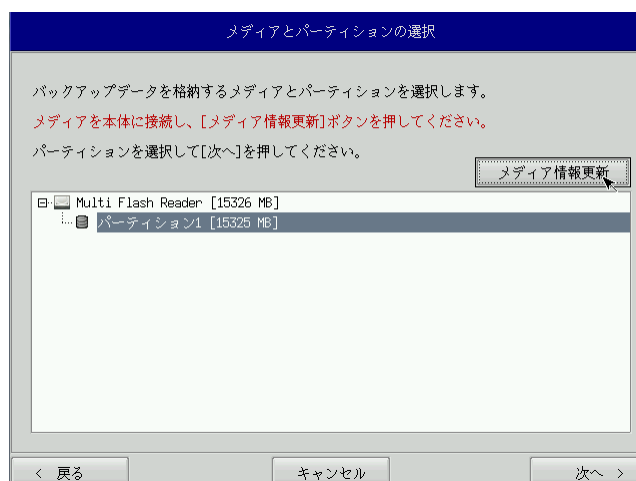 メディアとパーティションの選択
バックアップデータを格納するメディアとパーティションを選択します。
メディアを本体に接続し、[メディア情報更新]ボタンを押してください。
パーティションを選択して[次へ]を押してください。
メディア情報更新
Multi Flash Reader [15326 MB]
パーティション1 [15325 MB]
< 戻る
キャンセル
次へ >